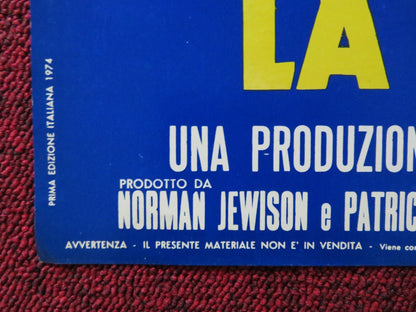 LA
UNA PRODUZION
PRODOTTO DA
NORMAN JEWISON e PATRIC
AVVERTENZA - IL PRESENTE MATERIALE NON E' IN VENDITA - Viene con
PRIMA EDIZIONE ITALIANA 1974